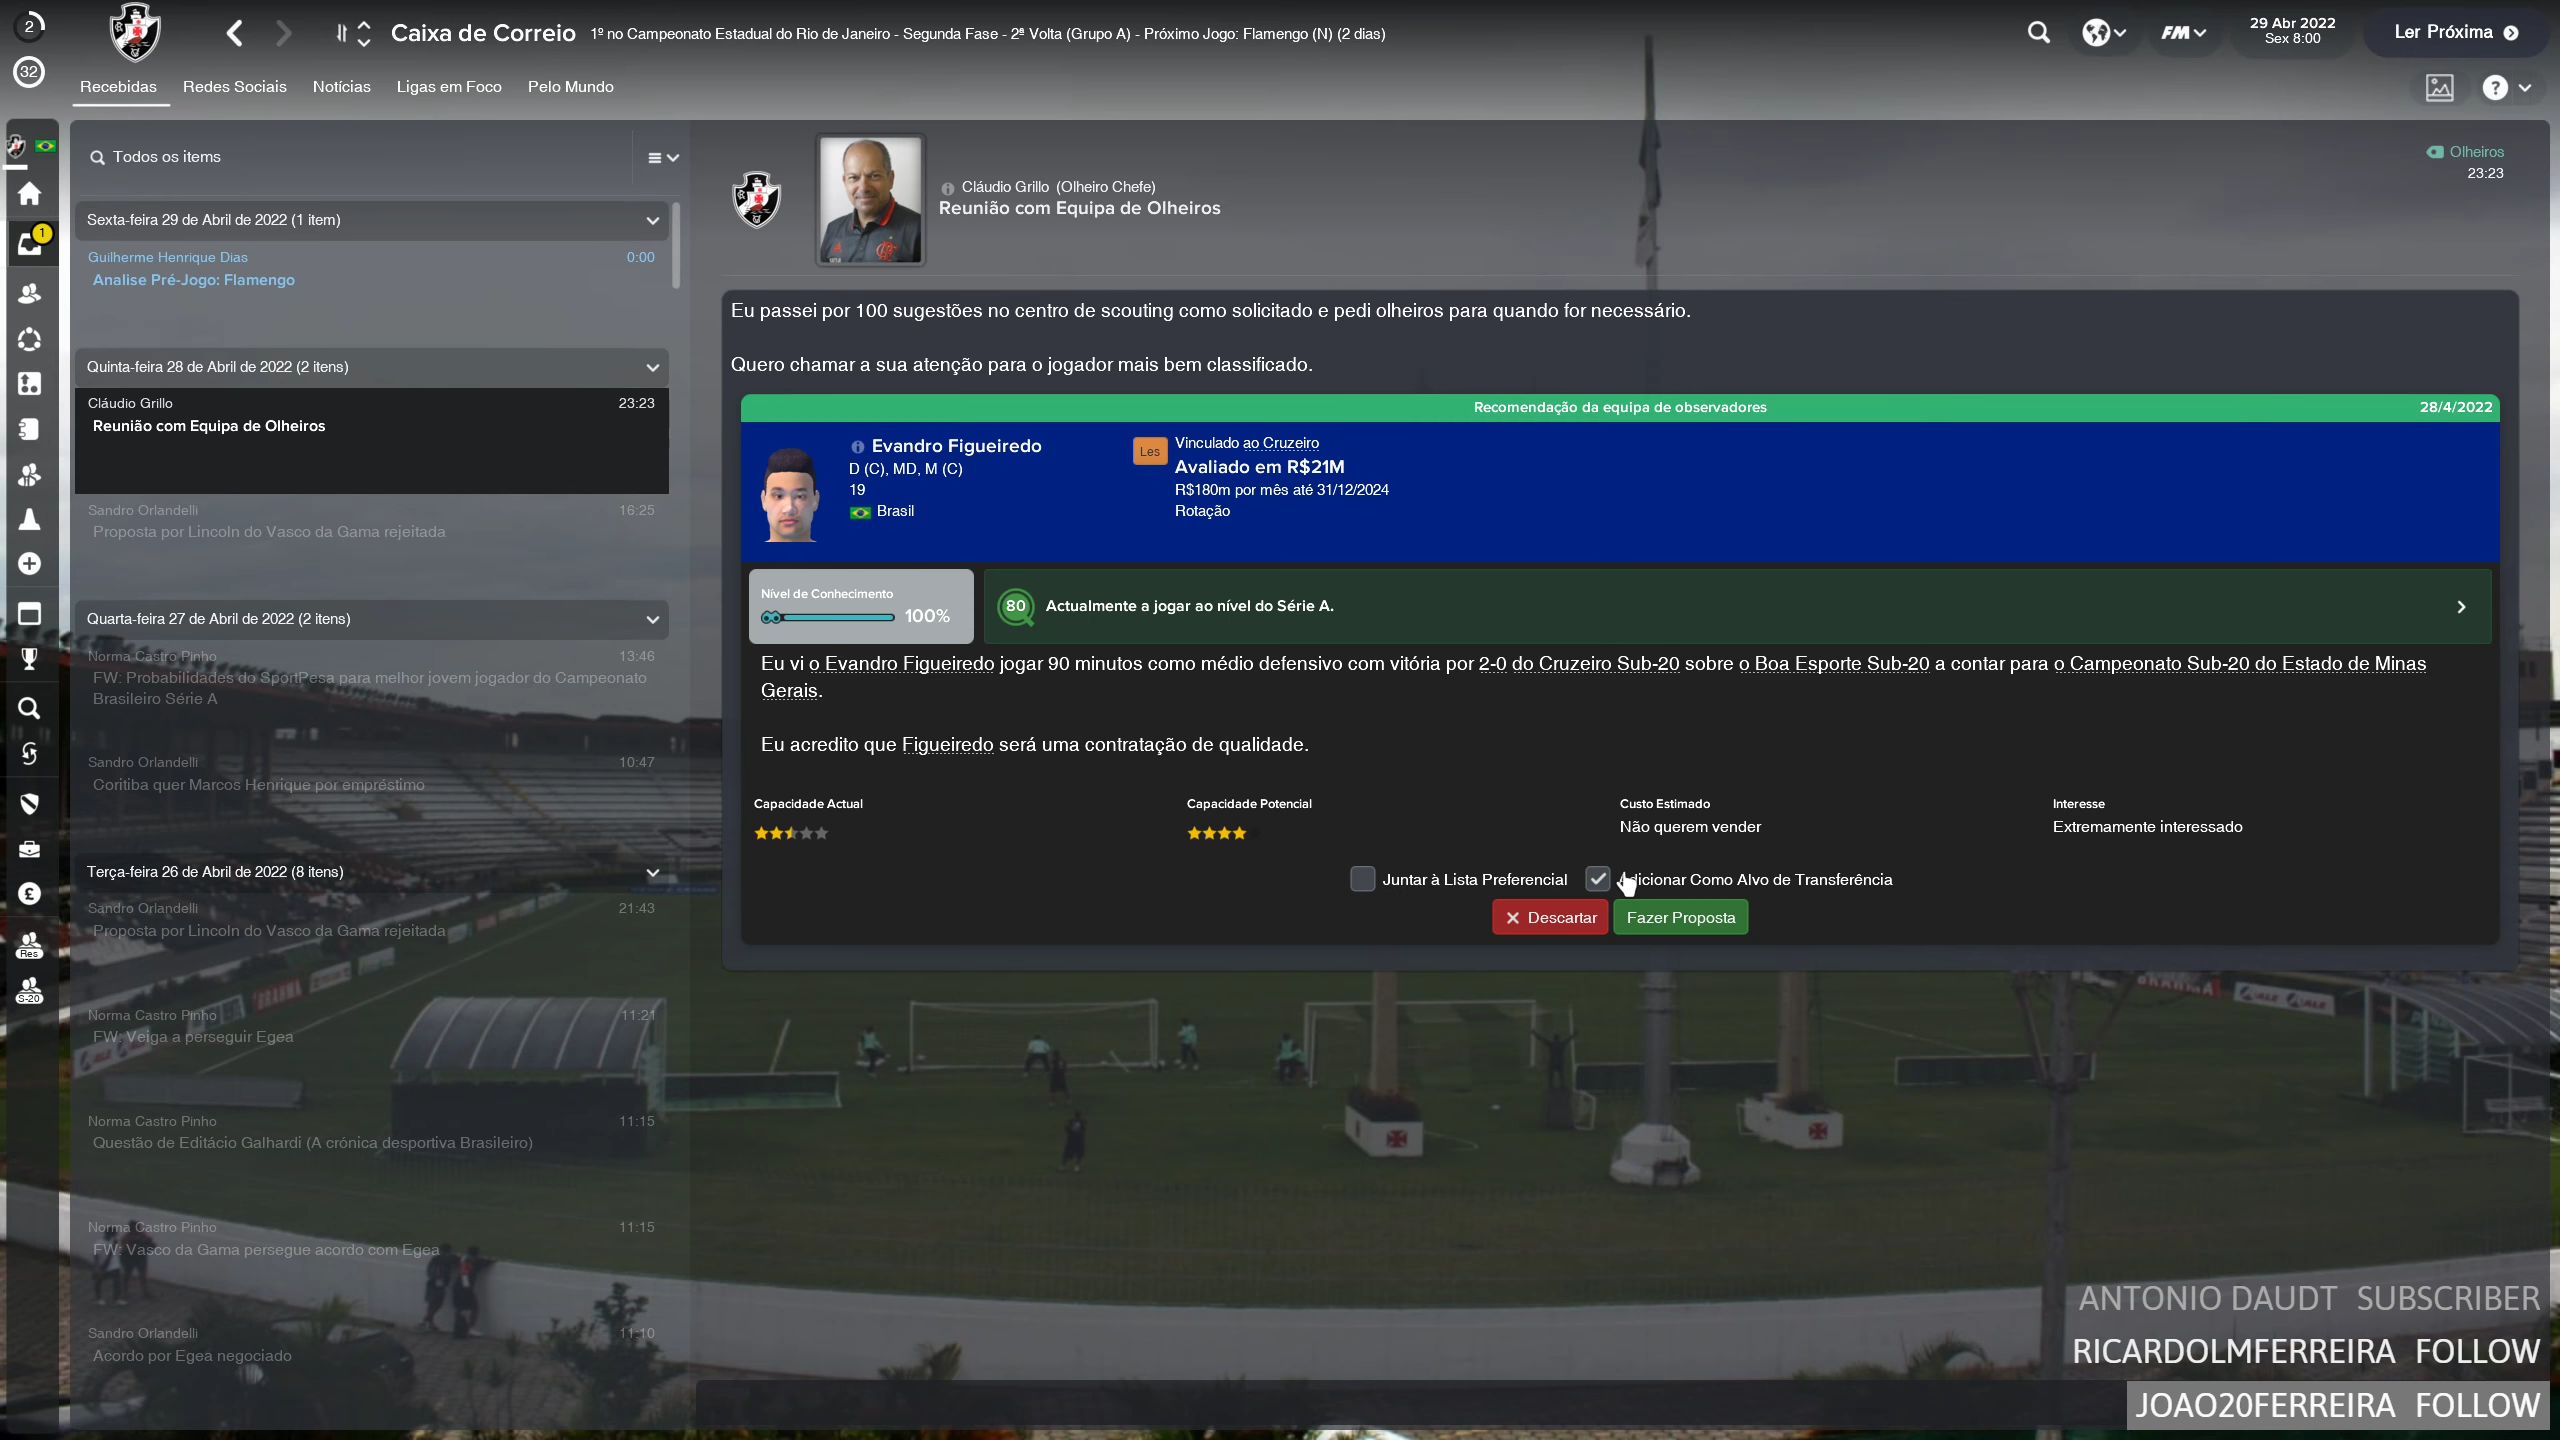 2
32
Caixa de Correio
1º no Campeonato Estadual do Rio de Janeiro - Segunda Fase - 2ª Volta (Grupo A) - Próximo Jogo: Flamengo (N) (2 dias)
FM
29 Abr 2022
Sex 8:00
Ler Próxima
Recebidas
Redes Sociais
Notícias
Ligas em Foco
Pelo Mundo
?
1
Res
S-20
Todos os items
Sexta-feira 29 de Abril de 2022 (1 item)
Guilherme Henrique Dias 0:00
Analise Pré-Jogo: Flamengo
Quinta-feira 28 de Abril de 2022 (2 itens)
Cláudio Grillo 23:23
Reunião com Equipa de Olheiros
Sandro Orlandelli 16:25
Proposta por Lincoln do Vasco da Gama rejeitada
Quarta-feira 27 de Abril de 2022 (2 itens)
Norma Castro Pinho 13:46
FW: Probabilidades do SportPesa para melhor jovem jogador do Campeonato
Brasileiro Série A
Sandro Orlandelli 10:47
Coritiba quer Marcos Henrique por empréstimo
Terça-feira 26 de Abril de 2022 (8 itens)
Sandro Orlandelli 21:43
Proposta por Lincoln do Vasco da Gama rejeitada
Norma Castro Pinho 11:21
FW: Veiga a perseguir Egea
Norma Castro Pinho 11:15
Questão de Editácio Galhardi (A crónica desportiva Brasileiro)
Norma Castro Pinho 11:15
FW: Vasco da Gama persegue acordo com Egea
Sandro Orlandelli 11:10
Acordo por Egea negociado
Cláudio Grillo (Olheiro Chefe)
Reunião com Equipa de Olheiros
Olheiros
23:23
Eu passei por 100 sugestões no centro de scouting como solicitado e pedi olheiros para quando for necessário.
Quero chamar a sua atenção para o jogador mais bem classificado.
Recomendação da equipa de observadores 28/4/2022
Evandro Figueiredo
D (C), MD, M (C)
19
Brasil
Les
Vinculado ao Cruzeiro
Avaliado em R$21M
R$180m por mês até 31/12/2024
Rotação
Nível de Conhecimento
100%
80 Actualmente a jogar ao nível do Série A.
Eu vi o Evandro Figueiredo jogar 90 minutos como médio defensivo com vitória por 2-0 do Cruzeiro Sub-20 sobre o Boa Esporte Sub-20 a contar para o Campeonato Sub-20 do Estado de Minas
Gerais.
Eu acredito que Figueiredo será uma contratação de qualidade.
Capacidade Actual
Capacidade Potencial
Custo Estimado
Não querem vender
Interesse
Extremamente interessado
Juntar à Lista Preferencial
Adicionar Como Alvo de Transferência
Descartar
Fazer Proposta
ANTONIO DAUDT SUBSCRIBER
RICARDOLMFERREIRA FOLLOW
JOAO20FERREIRA FOLLOW